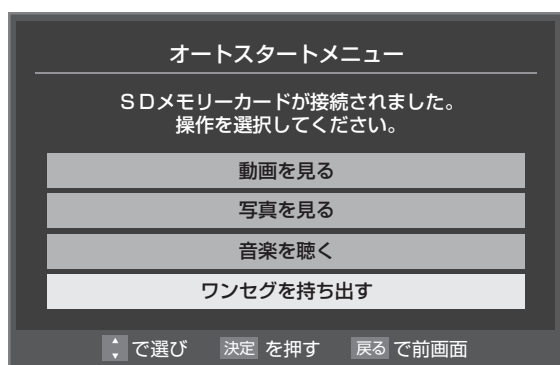 オートスタートメニュー
ＳＤメモリーカードが接続されました。
操作を選択してください。
動画を見る
写真を見る
音楽を聴く
ワンセグを持ち出す
で選び 決定 を押す 戻る で前画面